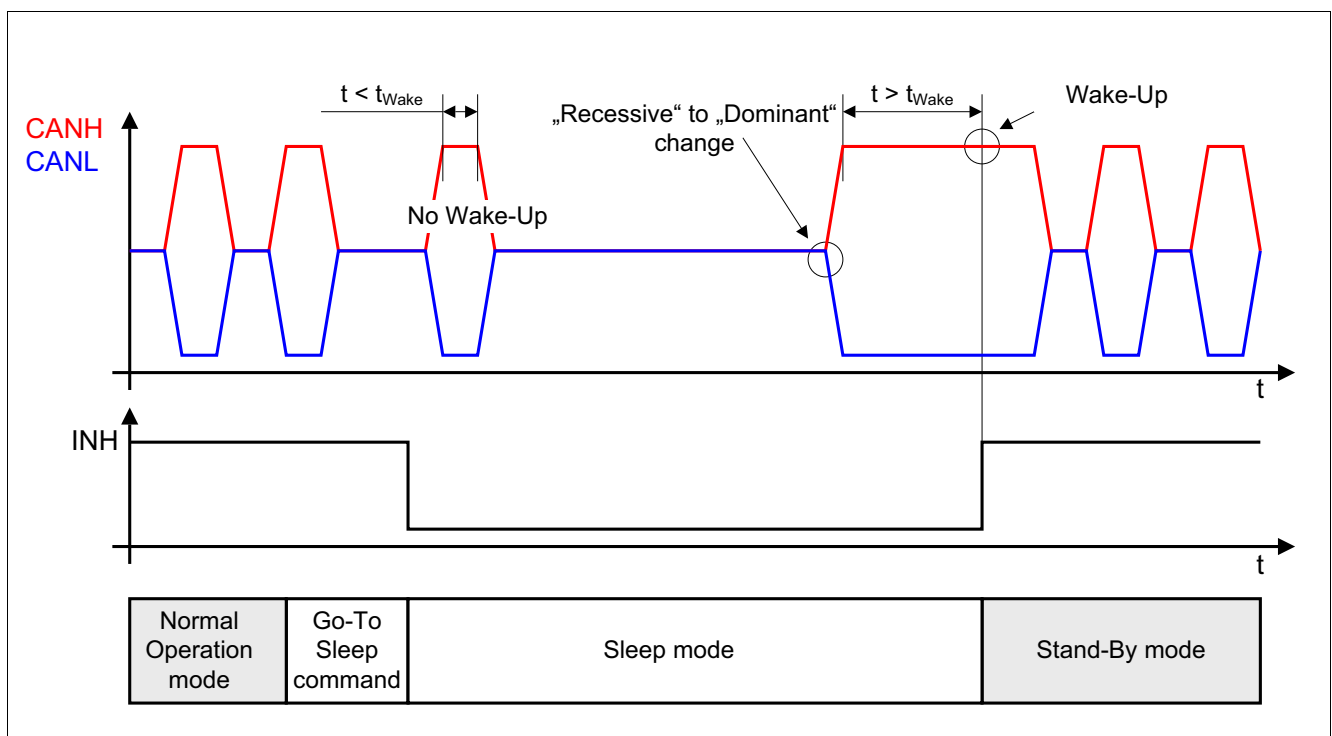 t < tWake
„Recessive“ to „Dominant“
change
t > tWake
Wake-Up
CANH
CANL
No Wake-Up
t
INH
t
Normal
Operation
mode
Go-To
Sleep
command
Sleep mode
Stand-By mode